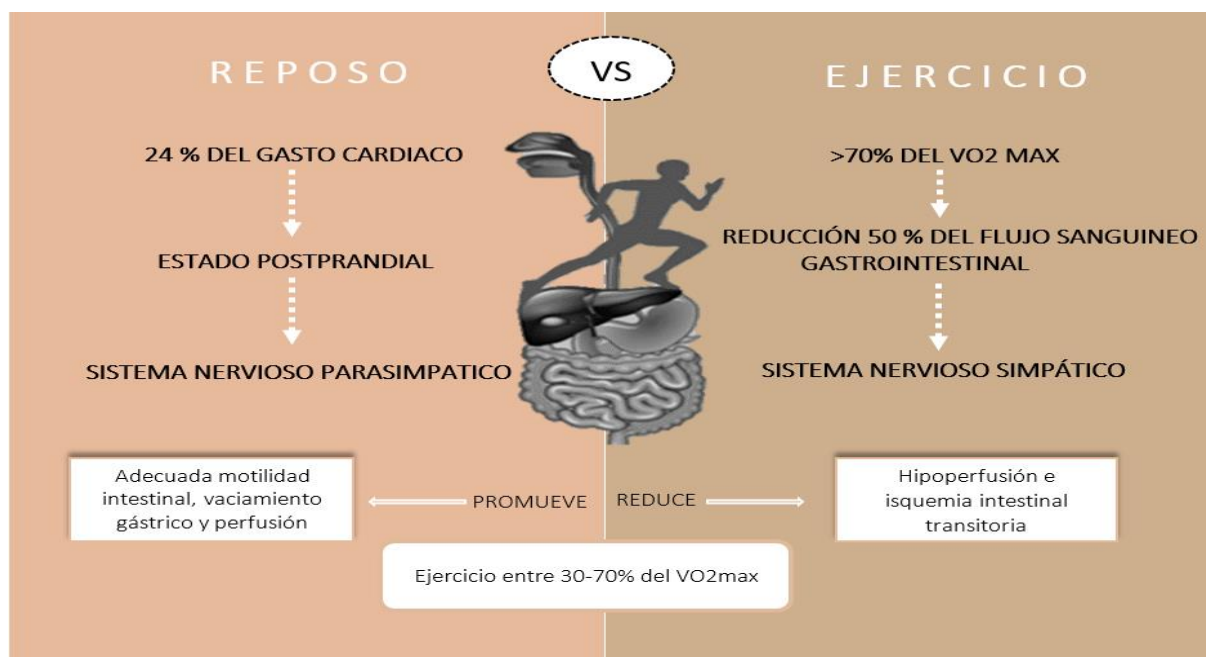 REPOSO
VS
EJERCICIO
24 % DEL GASTO CARDIACO
ESTADO POSTPRANDIAL
SISTEMA NERVIOSO PARASIMPATICO
>70% DEL VO2 MAX
REDUCCIÓN 50 % DEL FLUJO SANGUINEO
GASTROINTESTINAL
SISTEMA NERVIOSO SIMPÁTICO
Adecuada motilidad
intestinal, vaciamiento
gástrico y perfusión
PROMUEVE
REDUCE
Hipoperfusión e
isquemia intestinal
transitoria
Ejercicio entre 30-70% del VO2max